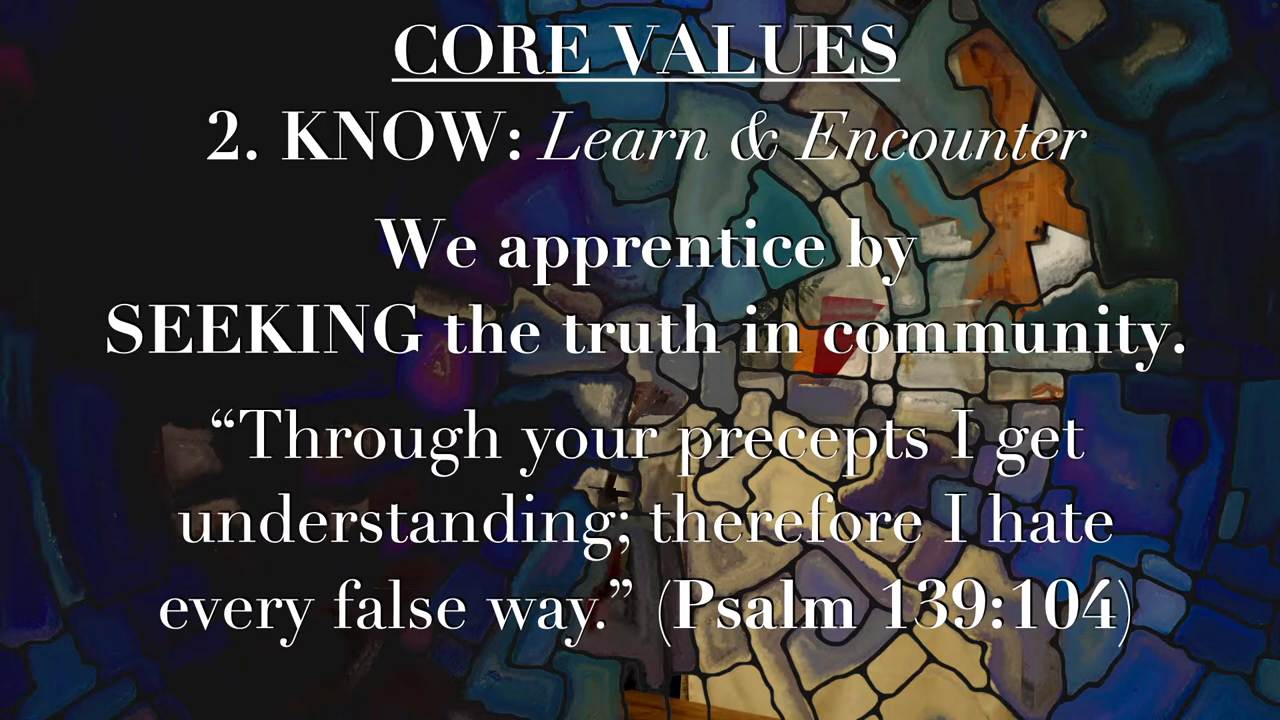 CORE VALUES
2. KNOW: Learn & Encounter
We apprentice by
SEEKING the truth in community.
“Through your precepts I get
understanding; therefore I hate
every false way.” (Psalm 139:104)